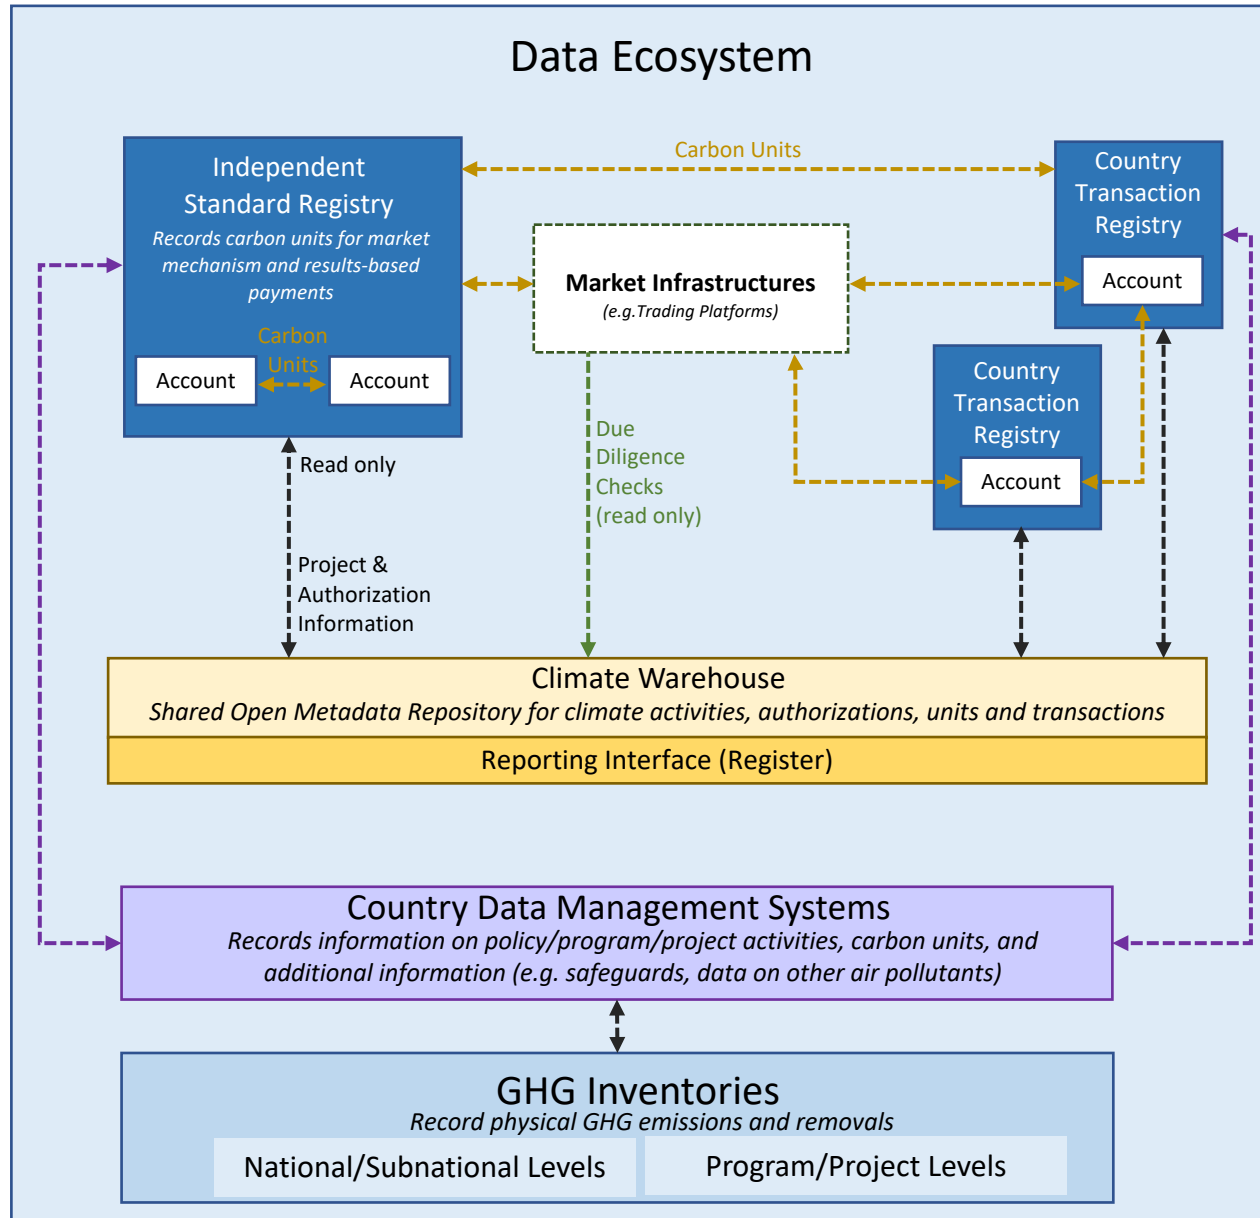 Data Ecosystem
Independent
Standard Registry
Records carbon units for market
mechanism and results-based
payments
Carbon
Units
Account
Account
Carbon Units
Market Infrastructures
(e.g.Trading Platforms)
Country
Transaction
Registry
Account
Country
Transaction
Registry
Account
Read only
Project &
Authorization
Information
Due
Diligence
Checks
(read only)
Climate Warehouse
Shared Open Metadata Repository for climate activities, authorizations, units and transactions
Reporting Interface (Register)
Country Data Management Systems
Records information on policy/program/project activities, carbon units, and
additional information (e.g. safeguards, data on other air pollutants)
GHG Inventories
Record physical GHG emissions and removals
National/Subnational Levels
Program/Project Levels